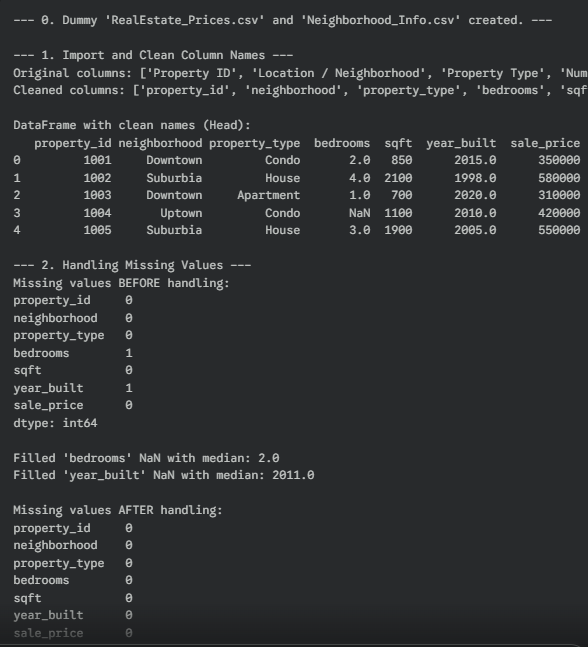 --- 0. Dummy 'RealEstate_Prices.csv' and 'Neighborhood_Info.csv' created. ---

--- 1. Import and Clean Column Names ---
Original columns: ['Property ID', 'Location / Neighborhood', 'Property Type', 'Num
Cleaned columns: ['property_id', 'neighborhood', 'property_type', 'bedrooms', 'sqf

DataFrame with clean names (Head):
   property_id neighborhood property_type  bedrooms  sqft  year_built  sale_price
0         1001     Downtown         Condo       2.0   850      2015.0      350000
1         1002     Suburbia         House       4.0  2100      1998.0      580000
2         1003     Downtown     Apartment       1.0   700      2020.0      310000
3         1004       Uptown         Condo       NaN  1100      2010.0      420000
4         1005     Suburbia         House       3.0  1900      2005.0      550000

--- 2. Handling Missing Values ---
Missing values BEFORE handling:
property_id      0
neighborhood     0
property_type    0
bedrooms         1
sqft             0
year_built       1
sale_price       0
dtype: int64

Filled 'bedrooms' NaN with median: 2.0
Filled 'year_built' NaN with median: 2011.0

Missing values AFTER handling:
property_id      0
neighborhood     0
property_type    0
bedrooms         0
sqft             0
year_built       0
sale_price       0